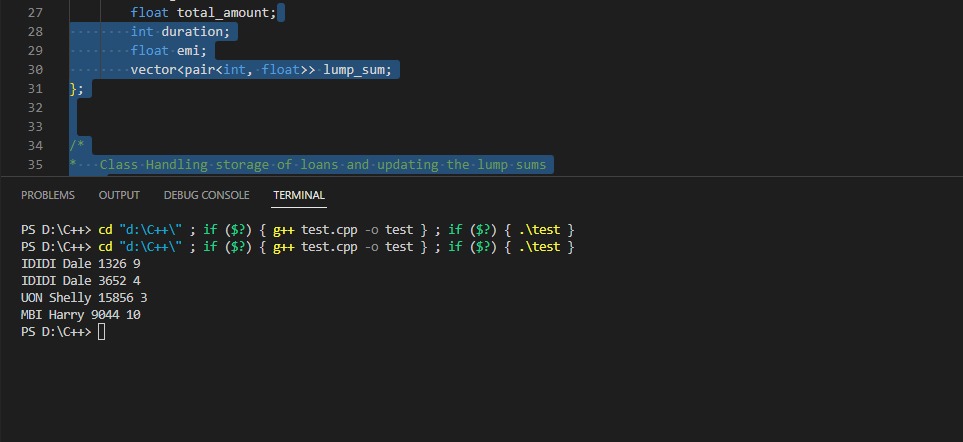 27 float total_amount;
28 int duration;
29 float emi;
30 vector<pair<int, float>> lump_sum;
31 };
32
33
34 /*
35 * Class Handling storage of loans and updating the lump sums
PROBLEMS OUTPUT DEBUG CONSOLE TERMINAL
PS D:\C++> cd "d:\C++\" ; if ($?) { g++ test.cpp -o test } ; if ($?) { .\test }
PS D:\C++> cd "d:\C++\" ; if ($?) { g++ test.cpp -o test } ; if ($?) { .\test }
IDIDI Dale 1326 9
IDIDI Dale 3652 4
UON Shelly 15856 3
MBI Harry 9044 10
PS D:\C++>